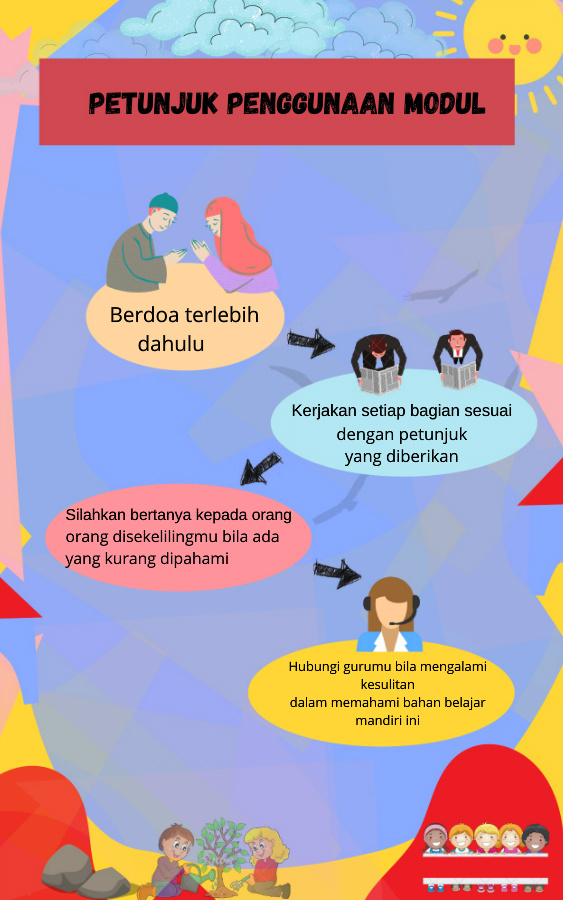 PETUNJUK PENGGUNAAN MODUL
Berdoa terlebih
dahulu
Kerjakan setiap bagian sesuai
dengan petunjuk
yang diberikan
Silahkan bertanya kepada orang
orang disekelilingmu bila ada
yang kurang dipahami
Hubungi gurumu bila mengalami
kesulitan
dalam memahami bahan belajar
mandiri ini